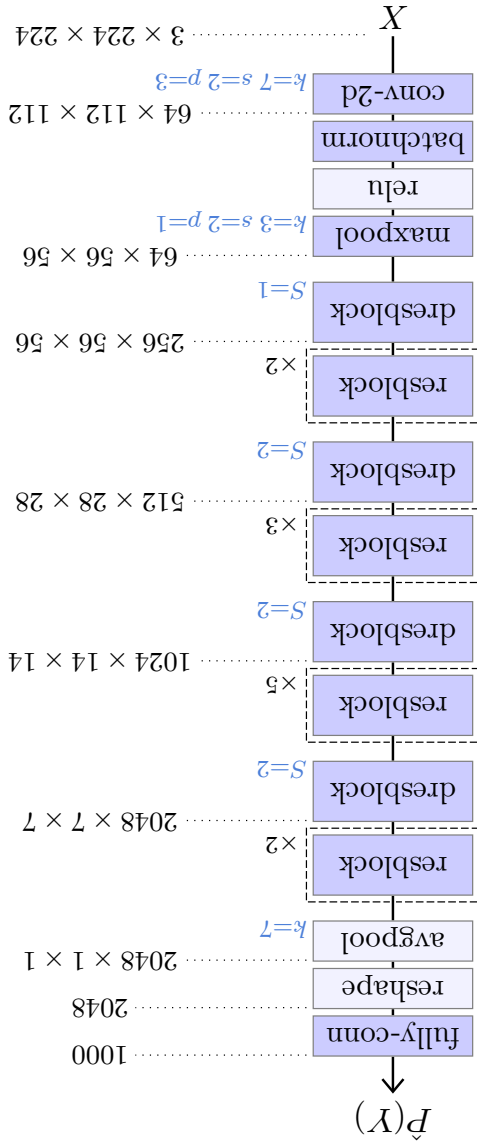 P̂(Y)
1000
fully-conn
2048
reshape
2048 × 1 × 1
avgpool
k=7
resblock
×2
2048 × 7 × 7
dresblock
S=2
resblock
×5
1024 × 14 × 14
dresblock
S=2
resblock
×3
512 × 28 × 28
dresblock
S=2
resblock
×2
256 × 56 × 56
dresblock
S=1
64 × 56 × 56
maxpool
k=3 s=2 p=1
relu
batchnorm
64 × 112 × 112
conv-2d
k=7 s=2 p=3
X
3 × 224 × 224